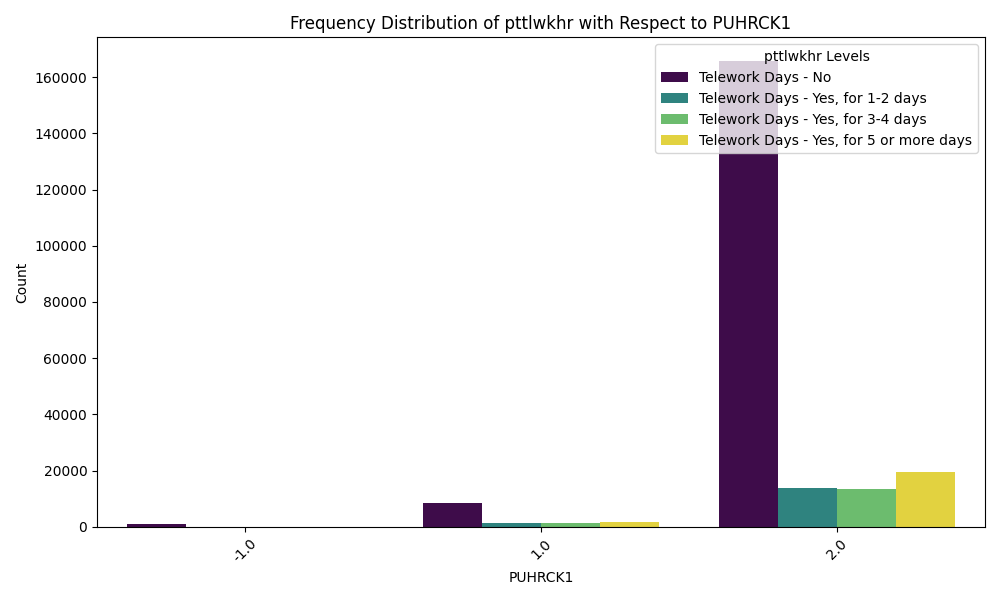 Frequency Distribution of pttlwkhr with Respect to PUHRCK1
pttlwkhr Levels
Telework Days - No
Telework Days - Yes, for 1-2 days
Telework Days - Yes, for 3-4 days
Telework Days - Yes, for 5 or more days
Count
160000
140000
120000
100000
80000
60000
40000
20000
0
-1.0
1.0
2.0
PUHRCK1